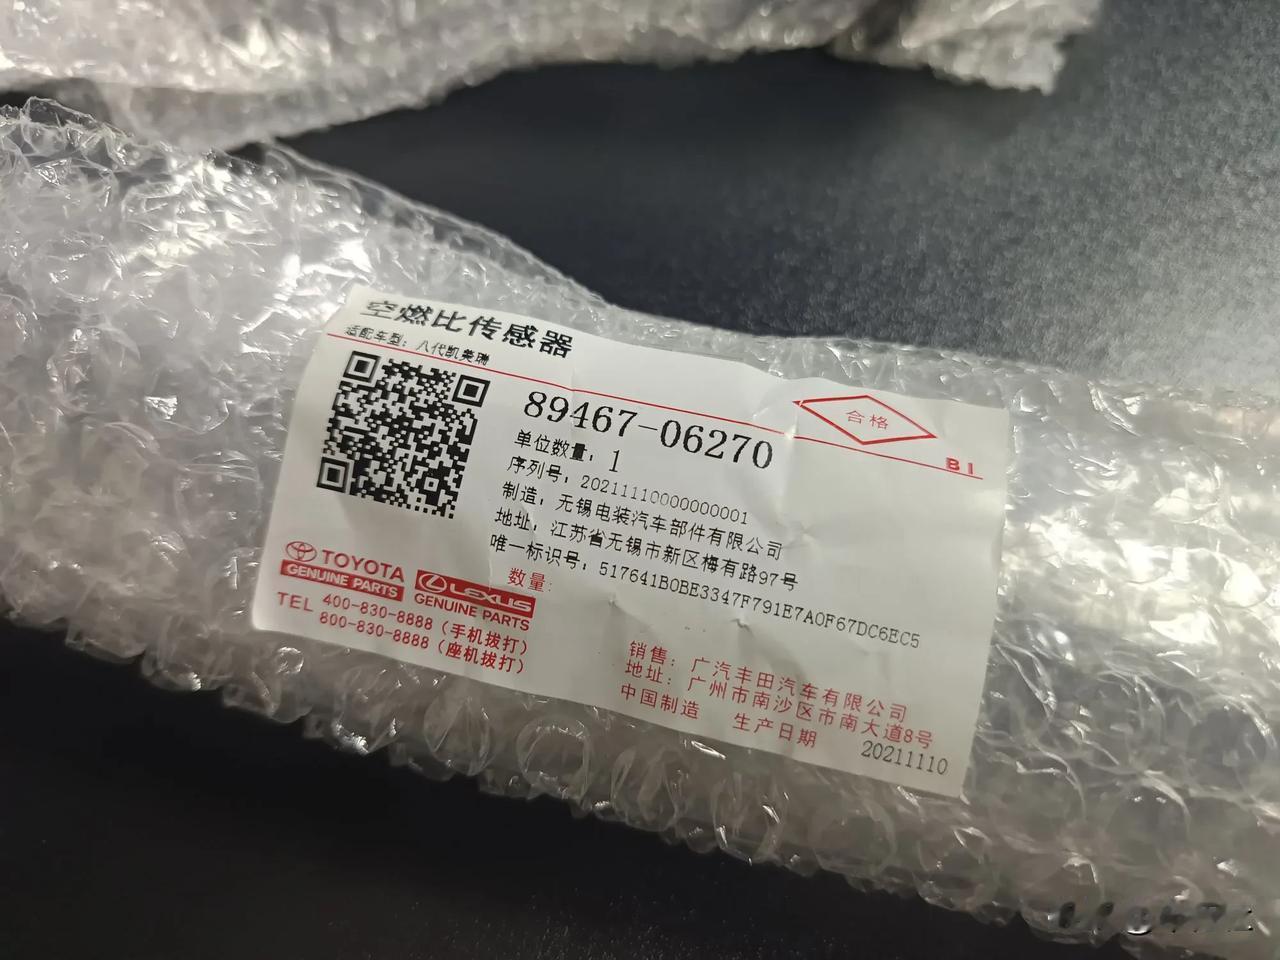 空燃比传感器
适配车型：八代凯美瑞
89467-06270
合格
BI
单位数量：1
序列号：20211110000000001
制造：无锡电装汽车部件有限公司
地址：江苏省无锡市新区梅有路97号
唯一标识号：517641B0BE3347F791E7A0F67DC6EC5
数量：
TOYOTA
GENUINE PARTS
LEXUS
GENUINE PARTS
TEL 400-830-8888（手机拨打）
800-830-8888（座机拨打）
销售：广汽丰田汽车有限公司
地址：广州市南沙区市南大道8号
中国制造 生产日期 20211110